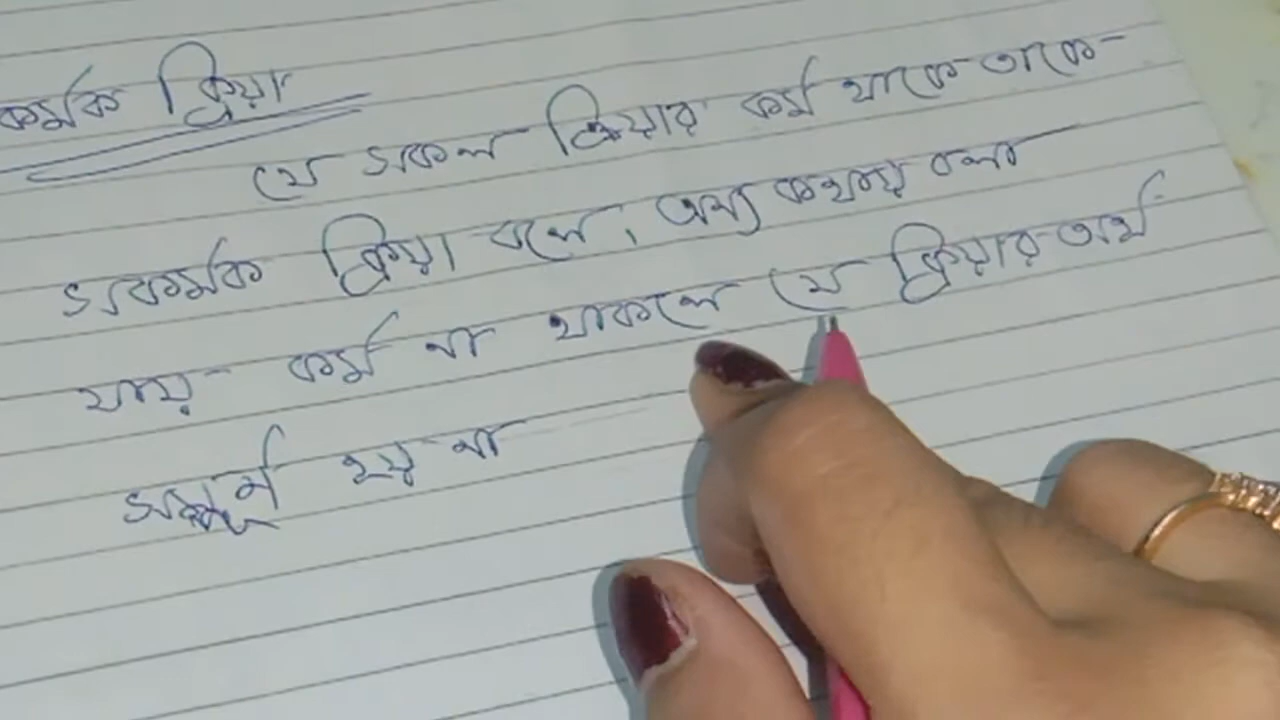 কর্মক ক্রিয়া
যে সকল ক্রিয়ার কর্ম থাকে তাকে-
সকর্মক ক্রিয়া বলে, অন্য কথায় বলা
যায়- কর্ম না থাকলে যে ক্রিয়ার অর্থ
সম্পূর্ণ হয় না